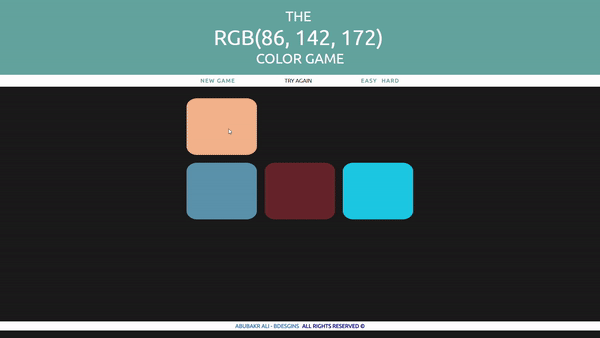 THE
RGB(86, 142, 172)
COLOR GAME
NEW GAME TRY AGAIN EASY HARD
ABUBAKR ALI - BDESGINS ALL RIGHTS RESERVED ©